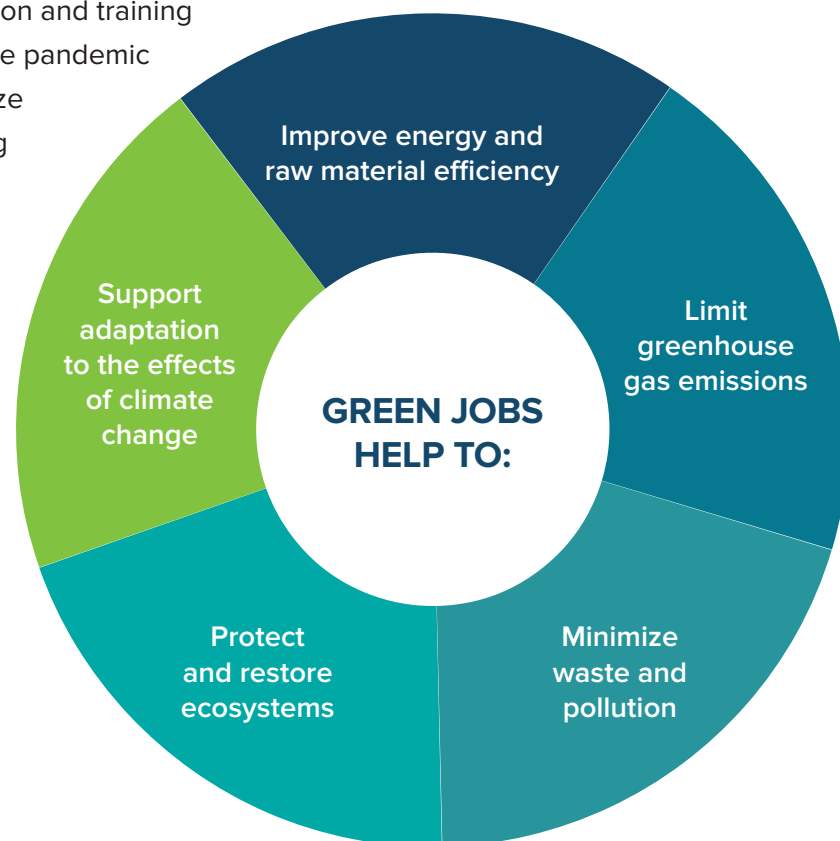 on and training
e pandemic
ze
g
Improve energy and
raw material efficiency
Limit
greenhouse
gas emissions
Minimize
waste and
pollution
Protect
and restore
ecosystems
Support
adaptation
to the effects
of climate
change
GREEN JOBS
HELP TO: